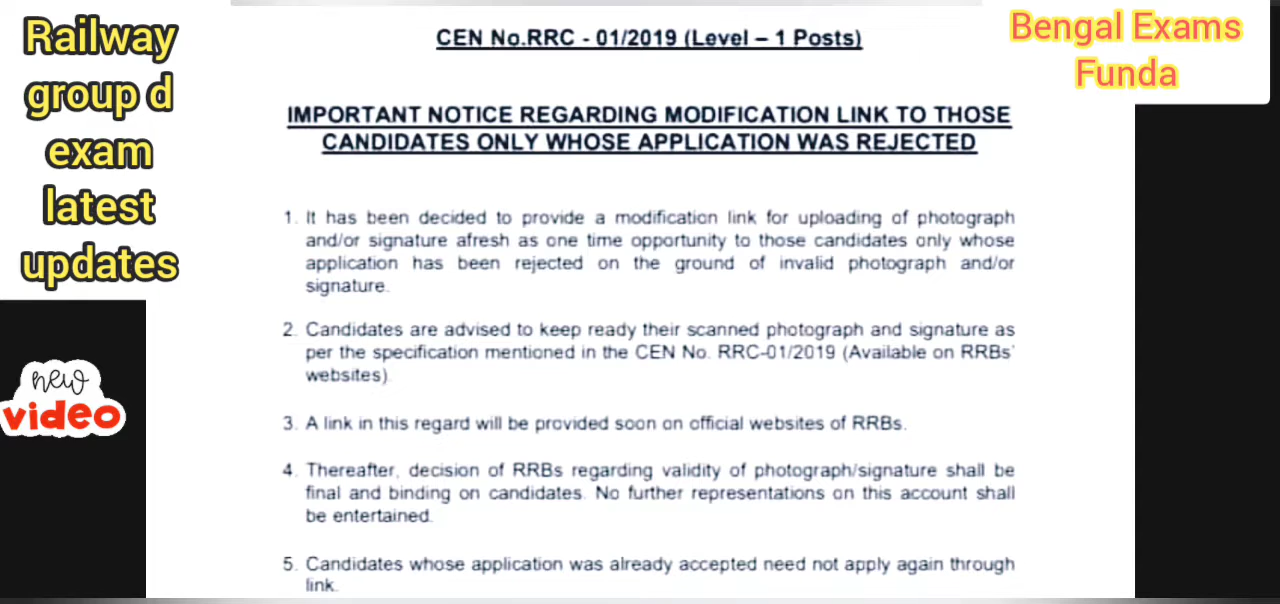 Railway
group d
exam
latest
updates
new
video
Bengal Exams
Funda
CEN No.RRC - 01/2019 (Level – 1 Posts)
IMPORTANT NOTICE REGARDING MODIFICATION LINK TO THOSE
CANDIDATES ONLY WHOSE APPLICATION WAS REJECTED
1. It has been decided to provide a modification link for uploading of photograph
and/or signature afresh as one time opportunity to those candidates only whose
application has been rejected on the ground of invalid photograph and/or
signature.
2. Candidates are advised to keep ready their scanned photograph and signature as
per the specification mentioned in the CEN No. RRC-01/2019 (Available on RRBs'
websites).
3. A link in this regard will be provided soon on official websites of RRBs.
4. Thereafter, decision of RRBs regarding validity of photograph/signature shall be
final and binding on candidates. No further representations on this account shall
be entertained.
5. Candidates whose application was already accepted need not apply again through
link.